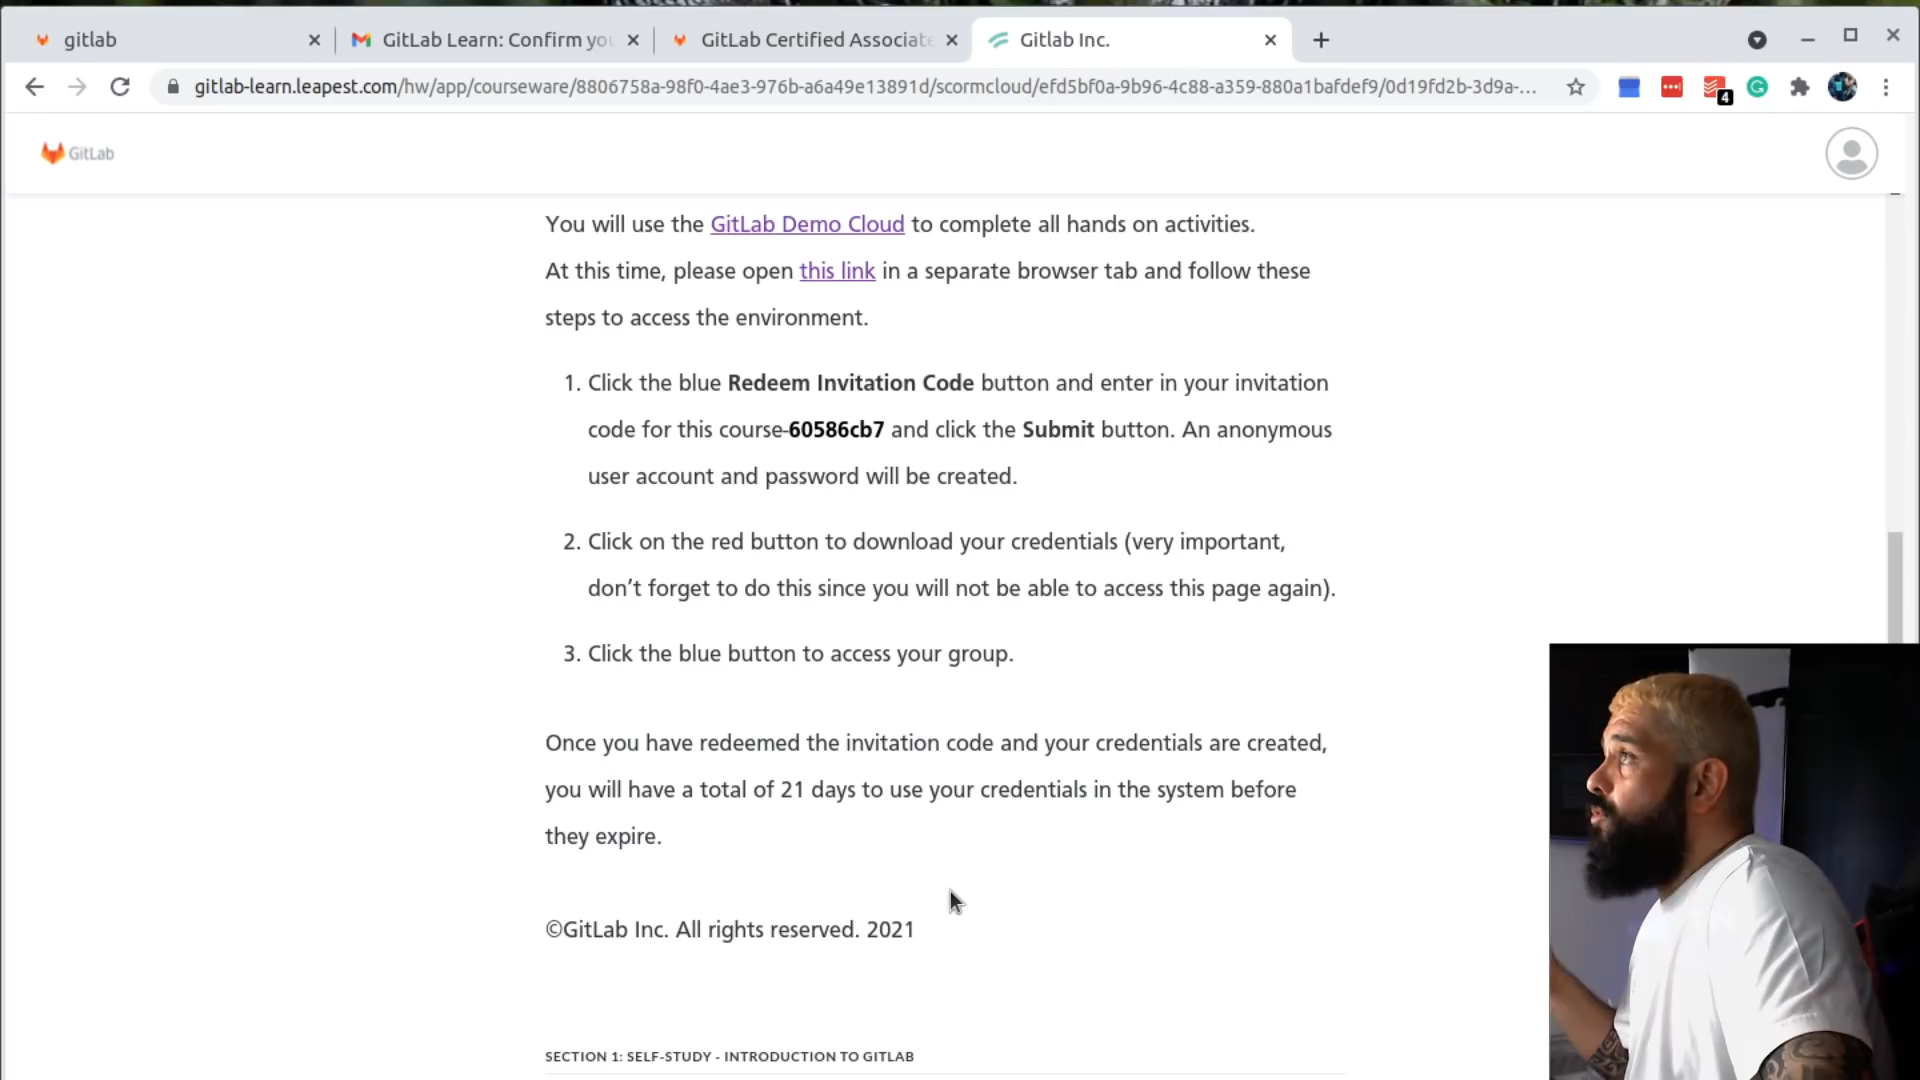 gitlab
GitLab Learn: Confirm you
GitLab Certified Associate
Gitlab Inc.
gitlab-learn.leapest.com/hw/app/courseware/8806758a-98f0-4ae3-976b-a6a49e13891d/scormcloud/efd5bf0a-9b96-4c88-a359-880a1bafdef9/0d19fd2b-3d9a-...
4
GitLab
You will use the GitLab Demo Cloud to complete all hands on activities.
At this time, please open this link in a separate browser tab and follow these
steps to access the environment.
1. Click the blue Redeem Invitation Code button and enter in your invitation
code for this course-60586cb7 and click the Submit button. An anonymous
user account and password will be created.
2. Click on the red button to download your credentials (very important,
don’t forget to do this since you will not be able to access this page again).
3. Click the blue button to access your group.
Once you have redeemed the invitation code and your credentials are created,
you will have a total of 21 days to use your credentials in the system before
they expire.
©GitLab Inc. All rights reserved. 2021
SECTION 1: SELF-STUDY - INTRODUCTION TO GITLAB